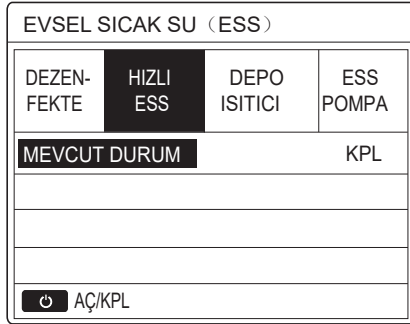 EVSEL SICAK SU（ESS）
DEZEN-
FEKTE
HIZLI
ESS
DEPO
ISITICI
ESS
POMPA
MEVCUT DURUM KPL
AÇ/KPL